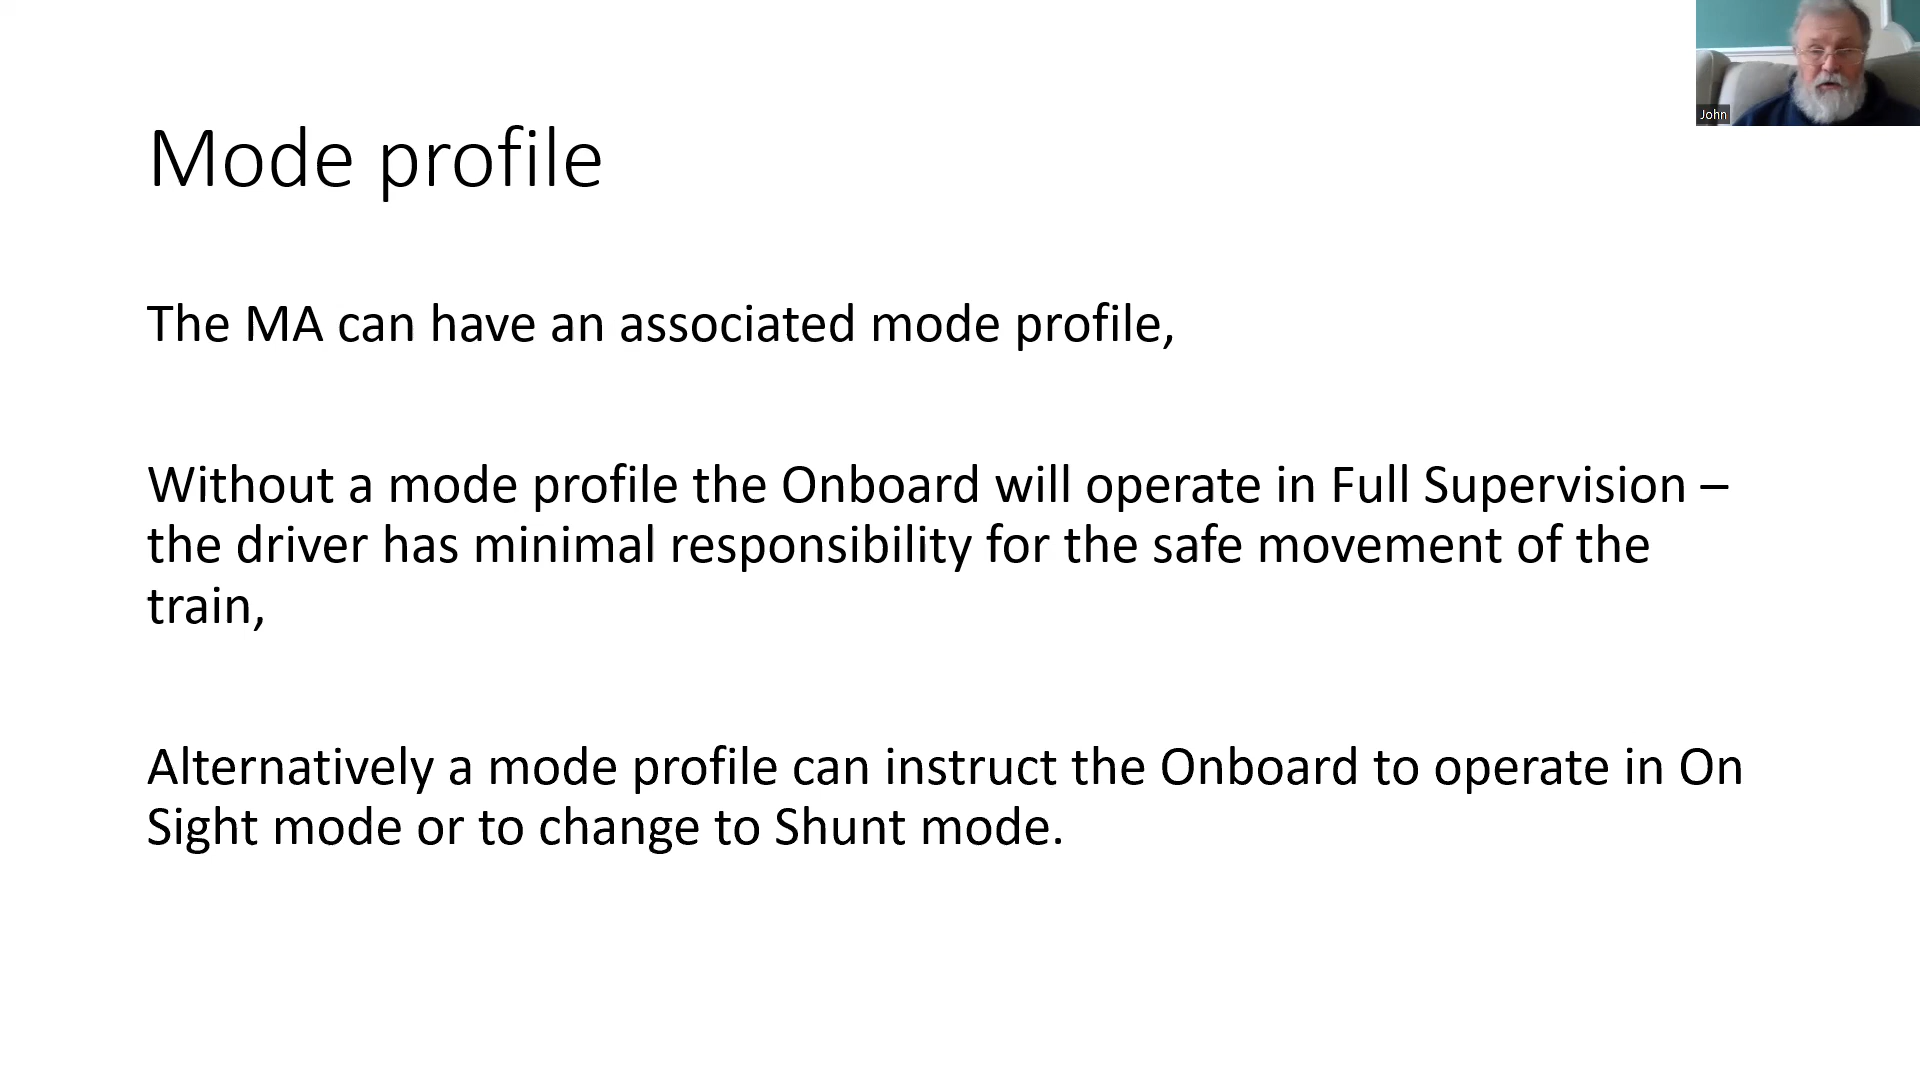 John
Mode profile
The MA can have an associated mode profile,
Without a mode profile the Onboard will operate in Full Supervision –
the driver has minimal responsibility for the safe movement of the
train,
Alternatively a mode profile can instruct the Onboard to operate in On
Sight mode or to change to Shunt mode.